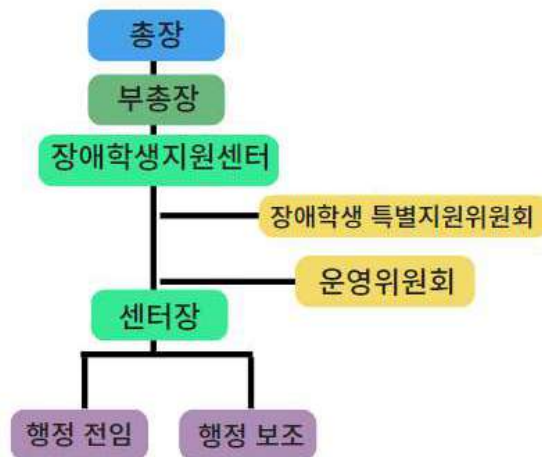 총장
부총장
장애학생지원센터
장애학생 특별지원위원회
운영위원회
센터장
행정 전임
행정 보조